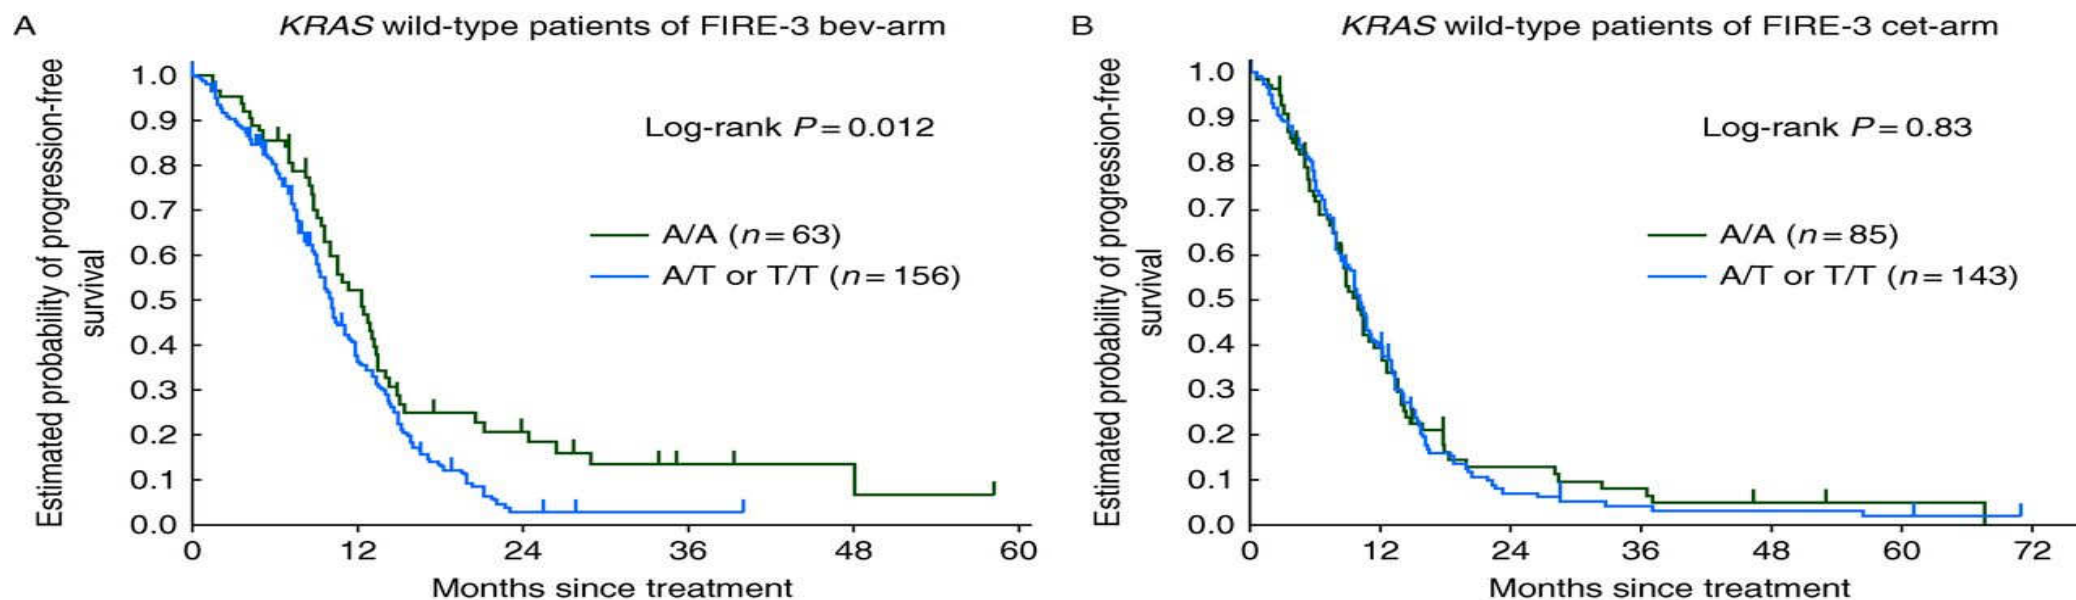 A
KRAS wild-type patients of FIRE-3 bev-arm
Estimated probability of progression-free
survival
1.0
0.9
0.8
0.7
0.6
0.5
0.4
0.3
0.2
0.1
0.0
Log-rank P=0.012
A/A (n=63)
A/T or T/T (n=156)
0 12 24 36 48 60
Months since treatment
B
KRAS wild-type patients of FIRE-3 cet-arm
Estimated probability of progression-free
survival
1.0
0.9
0.8
0.7
0.6
0.5
0.4
0.3
0.2
0.1
0.0
Log-rank P=0.83
A/A (n=85)
A/T or T/T (n=143)
0 12 24 36 48 60 72
Months since treatment